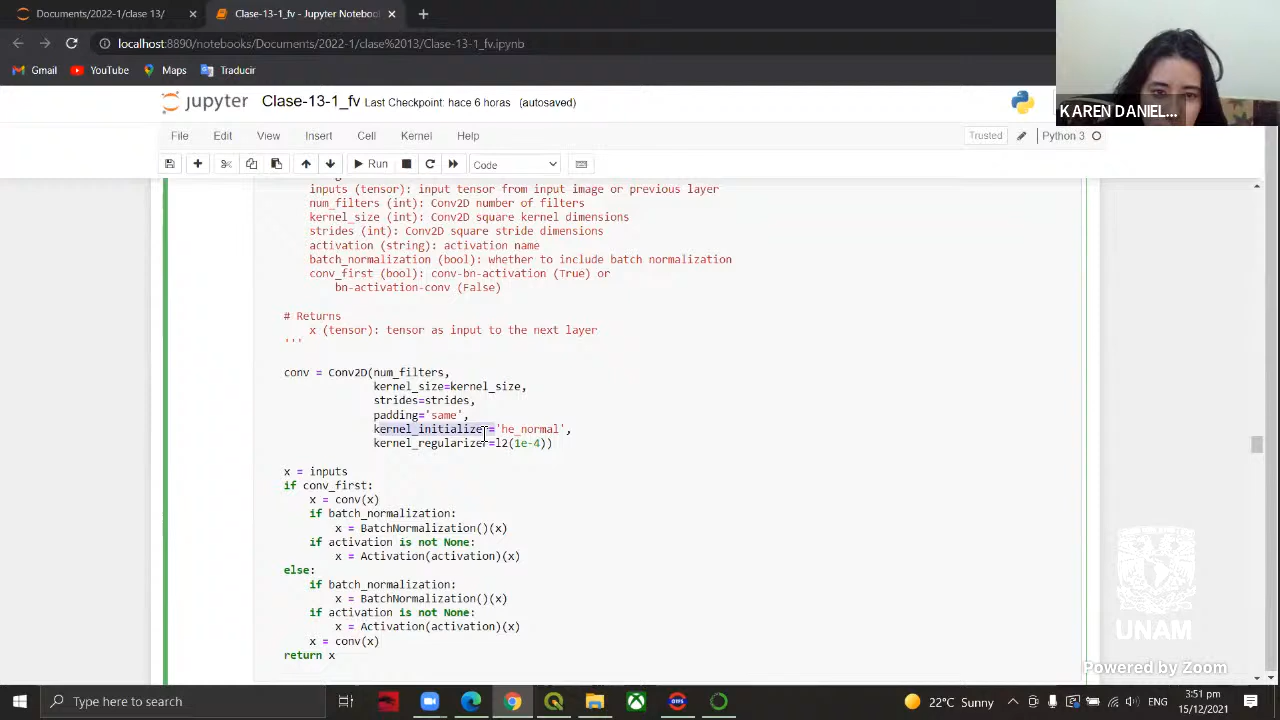 Documents/2022-1/clase 13/
Clase-13-1_fv - Jupyter Notebook
localhost:8890/notebooks/Documents/2022-1/clase%2013/Clase-13-1_fv.ipynb
Gmail YouTube Maps Traducir
KAREN DANIEL...
jupyter Clase-13-1_fv Last Checkpoint: hace 6 horas (autosaved)
File Edit View Insert Cell Kernel Help
Trusted Python 3
Run Code
inputs (tensor): input tensor from input image or previous layer
num_filters (int): Conv2D number of filters
kernel_size (int): Conv2D square kernel dimensions
strides (int): Conv2D square stride dimensions
activation (string): activation name
batch_normalization (bool): whether to include batch normalization
conv_first (bool): conv-bn-activation (True) or
bn-activation-conv (False)
# Returns
x (tensor): tensor as input to the next layer
'''
conv = Conv2D(num_filters,
kernel_size=kernel_size,
strides=strides,
padding='same',
kernel_initializer='he_normal',
kernel_regularizer=l2(1e-4))
x = inputs
if conv_first:
x = conv(x)
if batch_normalization:
x = BatchNormalization()(x)
if activation is not None:
x = Activation(activation)(x)
else:
if batch_normalization:
x = BatchNormalization()(x)
if activation is not None:
x = Activation(activation)(x)
x = conv(x)
return x
UNAM
Powered by Zoom
Type here to search
22°C Sunny
ENG
3:51 pm
15/12/2021